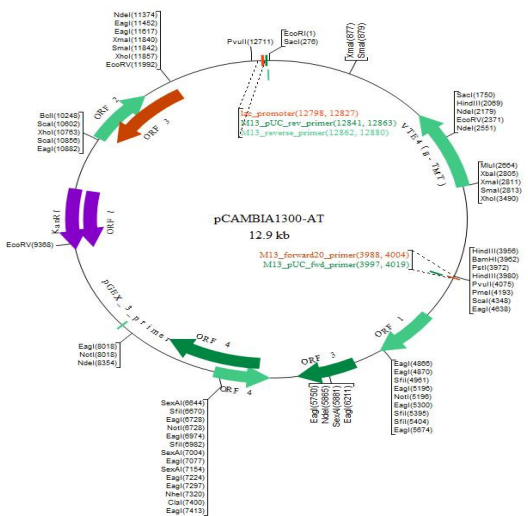 NdeI(11374)
EagI(11452)
EagI(11617)
XmaI(11840)
SmaI(11842)
XhoI(11857)
EcoRV(11992)
PvuII(12711)
EcoRI(1)
SacI(276)
XmaI(877)
SmaI(879)
lac_promoter(12798, 12827)
M13_pUC_rev_primer(12841, 12863)
M13_reverse_primer(12862, 12880)
SacI(1750)
HindIII(2069)
NdeI(2179)
EcoRV(2371)
NdeI(2551)
VTE4(g-TMT)
MluI(2664)
XbaI(2805)
XmaI(2811)
SmaI(2813)
XhoI(3490)
BclI(10248)
ScaI(10602)
XhoI(10763)
ScaI(10856)
EagI(10882)
ORF 2
ORF 3
KanR1
ORF 1
pCAMBIA1300-AT
12.9 kb
EcoRV(9368)
M13_forward20_primer(3988, 4004)
M13_pUC_fwd_primer(3997, 4019)
HindIII(3956)
BamHI(3962)
PstI(3972)
HindIII(3980)
PvuII(4075)
PmeI(4193)
ScaI(4348)
EagI(4638)
pGEX_3_primer
ORF 4
ORF 1
EagI(8018)
NotI(8018)
NdeI(8354)
ORF 3
ORF 4
EagI(4866)
EagI(4870)
SfiI(4961)
EagI(5196)
NotI(5196)
EagI(5300)
SfiI(5395)
SfiI(5404)
EagI(5674)
EagI(5750)
NdeI(5865)
SexAI(5881)
EagI(6211)
SexAI(6644)
SfiI(6670)
EagI(6728)
NotI(6728)
EagI(6974)
SfiI(6982)
SexAI(7004)
EagI(7077)
SexAI(7154)
EagI(7224)
EagI(7297)
NheI(7320)
ClaI(7400)
EagI(7413)